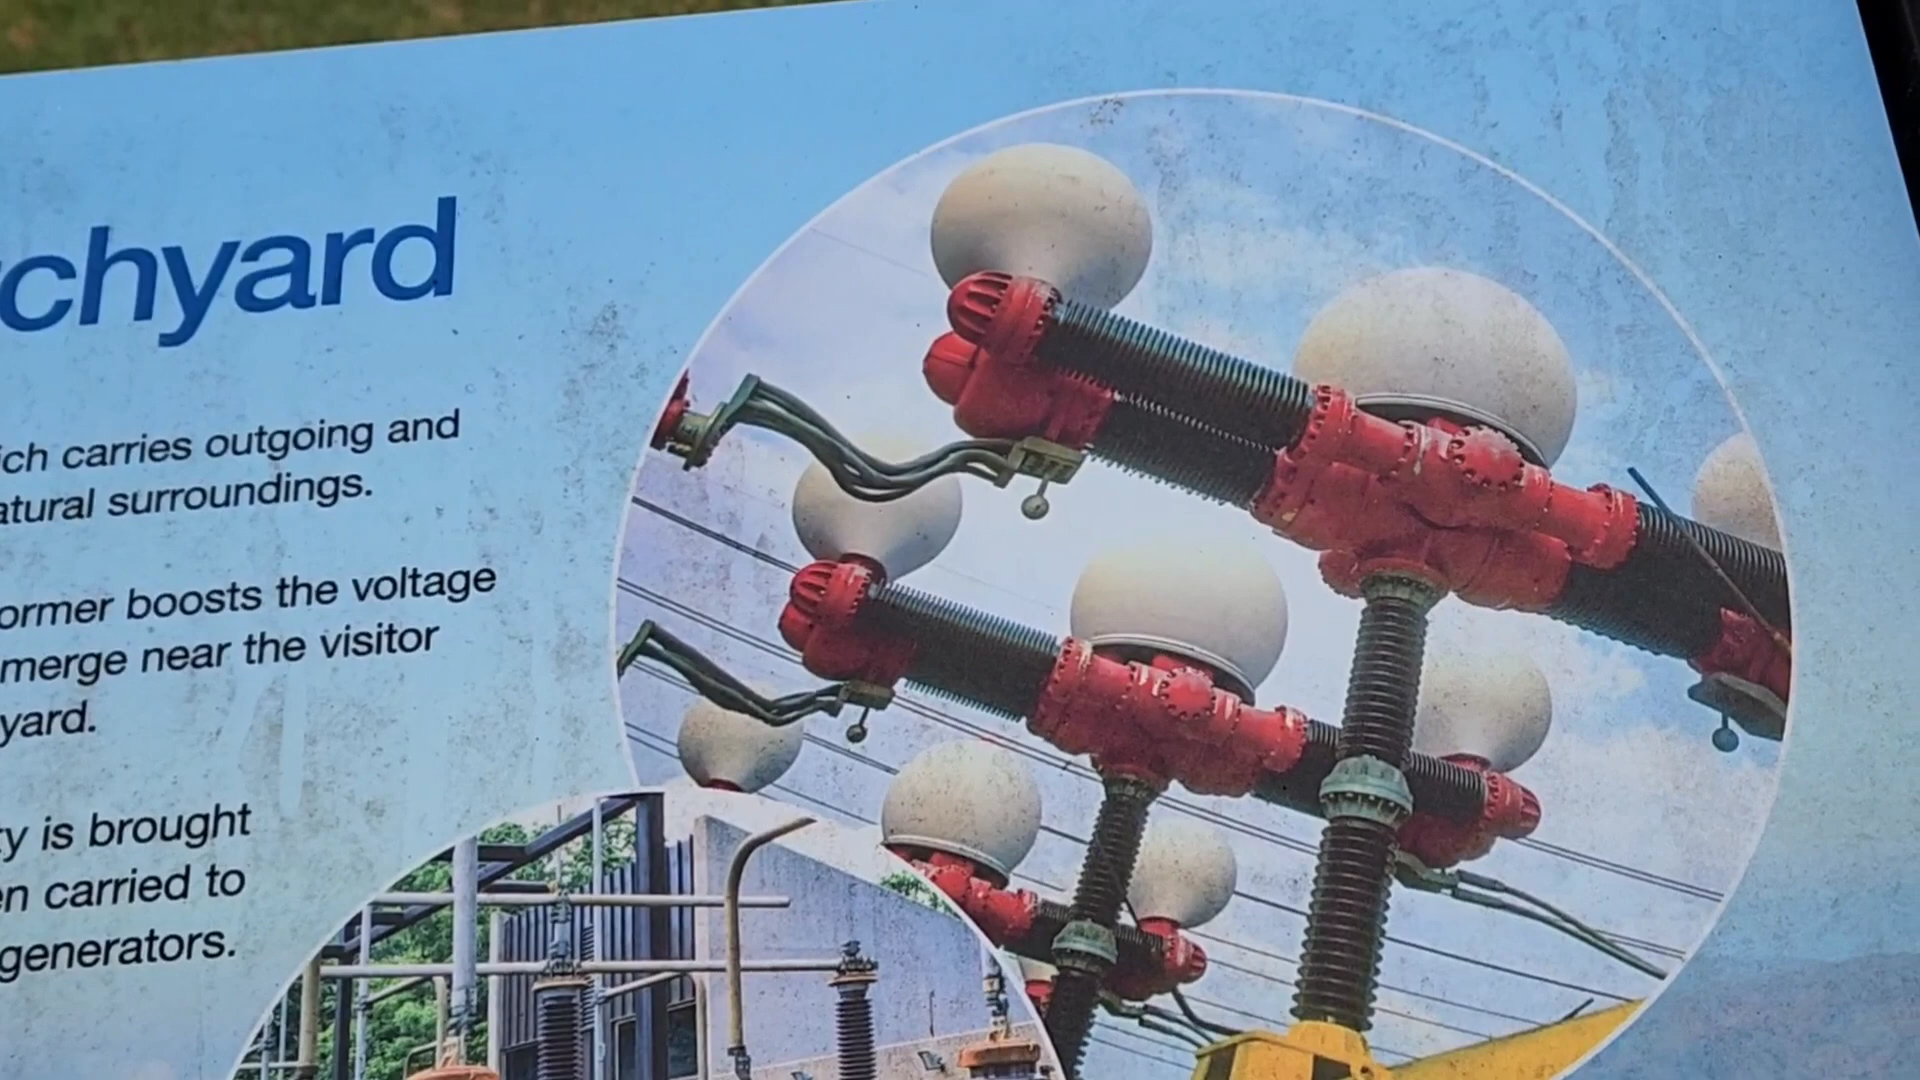 chyard
ich carries outgoing and
atural surroundings.
ormer boosts the voltage
merge near the visitor
yard.
y is brought
en carried to
generators.